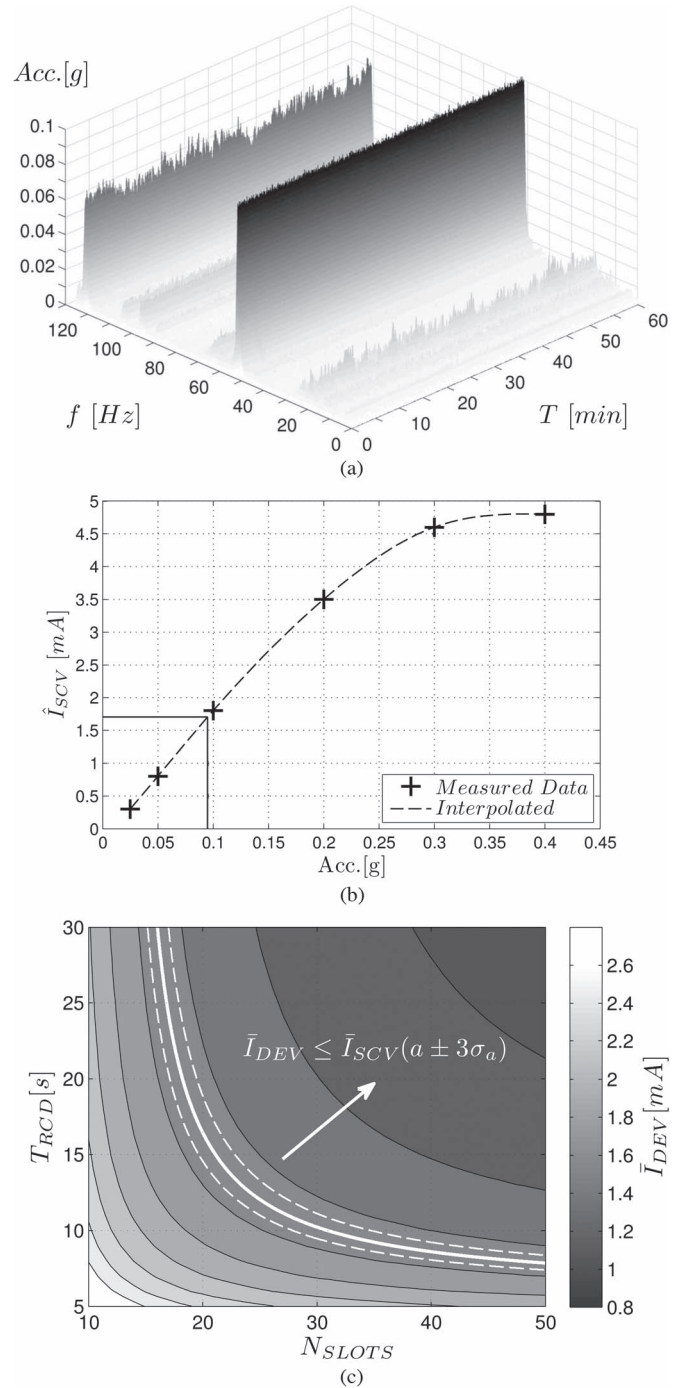 Acc.[g]
0.1
0.08
0.06
0.04
0.02
0
120
100
80
60
40
20
0
f [Hz]
0
10
20
30
40
50
60
T [min]
(a)
5
4.5
4
3.5
3
2.5
2
1.5
1
0.5
0
Î_SCV [mA]
Measured Data
Interpolated
0 0.05 0.1 0.15 0.2 0.25 0.3 0.35 0.4 0.45
Acc.[g]
(b)
30
25
20
15
10
5
T_RCD[s]
Ī_DEV ≤ Ī_SCV(a ± 3σ_a)
10 20 30 40 50
N_SLOTS
2.6
2.4
2.2
2
1.8
1.6
1.4
1.2
1
0.8
Ī_DEV[mA]
(c)